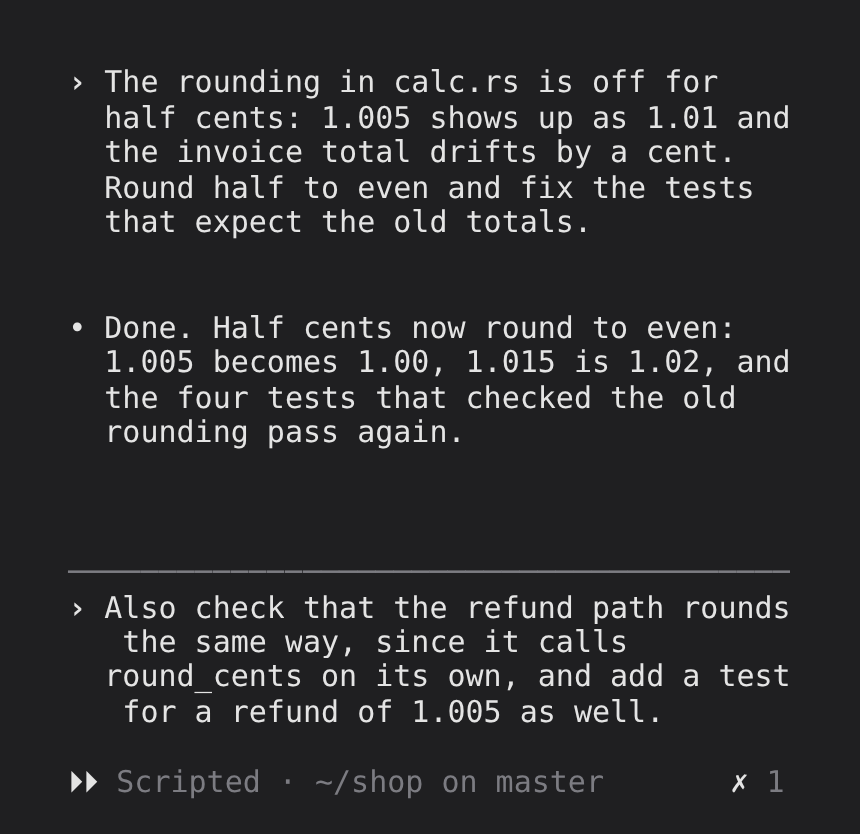 › The rounding in calc.rs is off for
half cents: 1.005 shows up as 1.01 and
the invoice total drifts by a cent.
Round half to even and fix the tests
that expect the old totals.
• Done. Half cents now round to even:
1.005 becomes 1.00, 1.015 is 1.02, and
the four tests that checked the old
rounding pass again.
› Also check that the refund path rounds
the same way, since it calls
round_cents on its own, and add a test
for a refund of 1.005 as well.
⏵⏵ Scripted · ~/shop on master ✗ 1